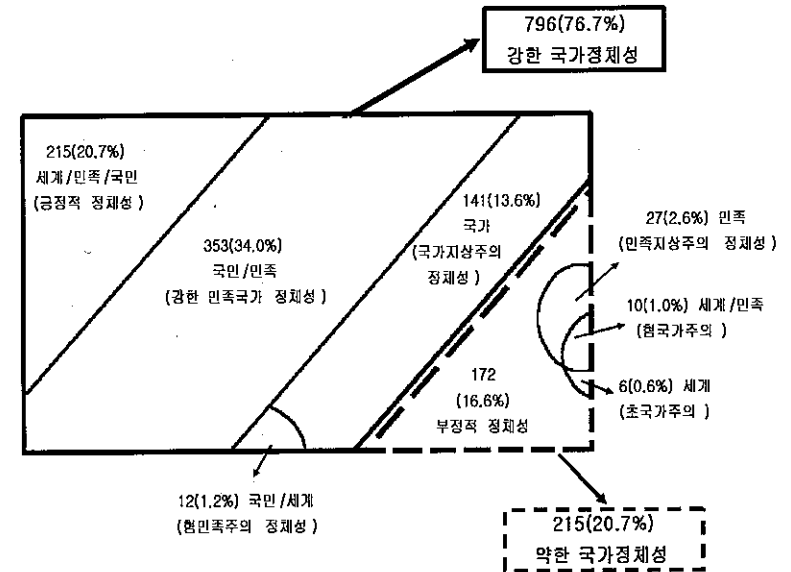 796(76.7%)
강한 국가정체성
215(20.7%)
세계/민족/국민
(긍정적 정체성)
353(34.0%)
국민/민족
(강한 민족국가 정체성)
141(13.6%)
국가
(국가지상주의
정체성)
27(2.6%) 민족
(민족지상주의 정체성)
10(1.0%) 세계/민족
(혐국가주의)
6(0.6%) 세계
(초국가주의)
172
(16.6%)
부정적 정체성
12(1.2%) 국민/세계
(혐민족주의 정체성)
215(20.7%)
약한 국가정체성